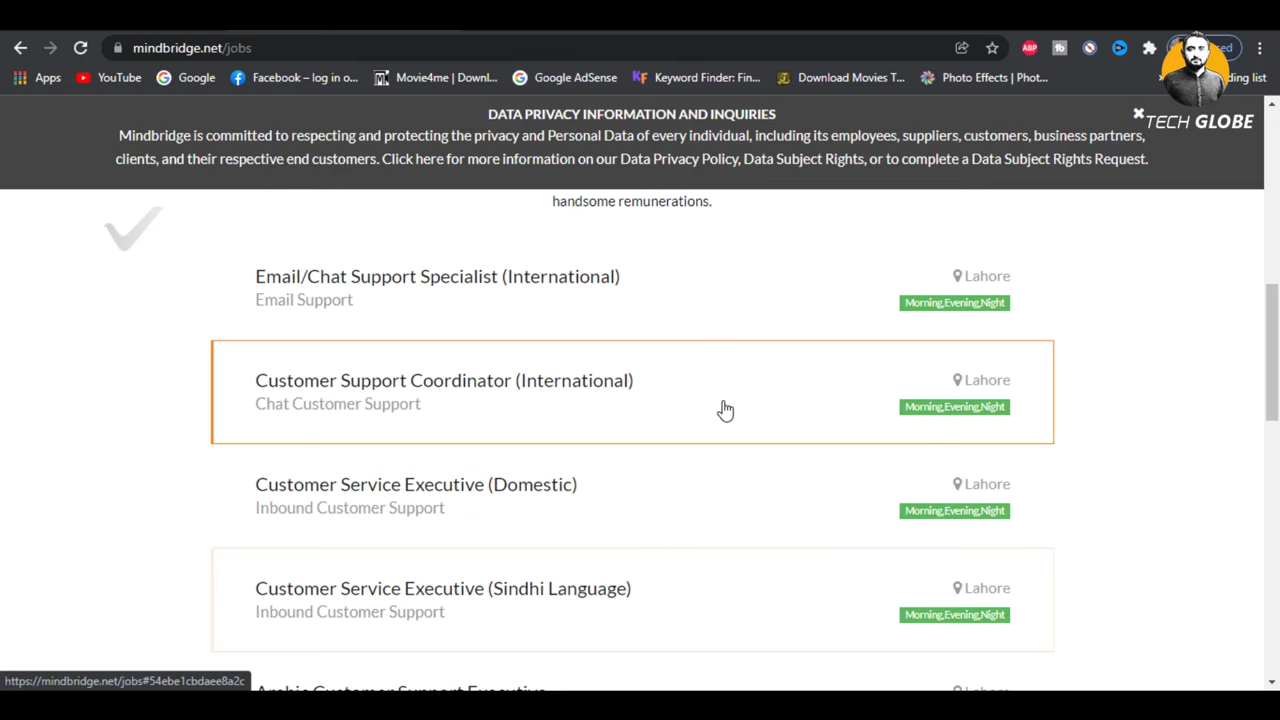 mindbridge.net/jobs
Apps YouTube Google Facebook – log in o... Movie4me | Downl... Google AdSense Keyword Finder: Fin... Download Movies T... Photo Effects | Phot...
TECH GLOBE
DATA PRIVACY INFORMATION AND INQUIRIES
Mindbridge is committed to respecting and protecting the privacy and Personal Data of every individual, including its employees, suppliers, customers, business partners,
clients, and their respective end customers. Click here for more information on our Data Privacy Policy, Data Subject Rights, or to complete a Data Subject Rights Request.
handsome remunerations.
Email/Chat Support Specialist (International) Lahore
Email Support Morning,Evening,Night
Customer Support Coordinator (International) Lahore
Chat Customer Support Morning,Evening,Night
Customer Service Executive (Domestic) Lahore
Inbound Customer Support Morning,Evening,Night
Customer Service Executive (Sindhi Language) Lahore
Inbound Customer Support Morning,Evening,Night
https://mindbridge.net/jobs#54ebe1cbdaee8a2c
Customer Support Executive